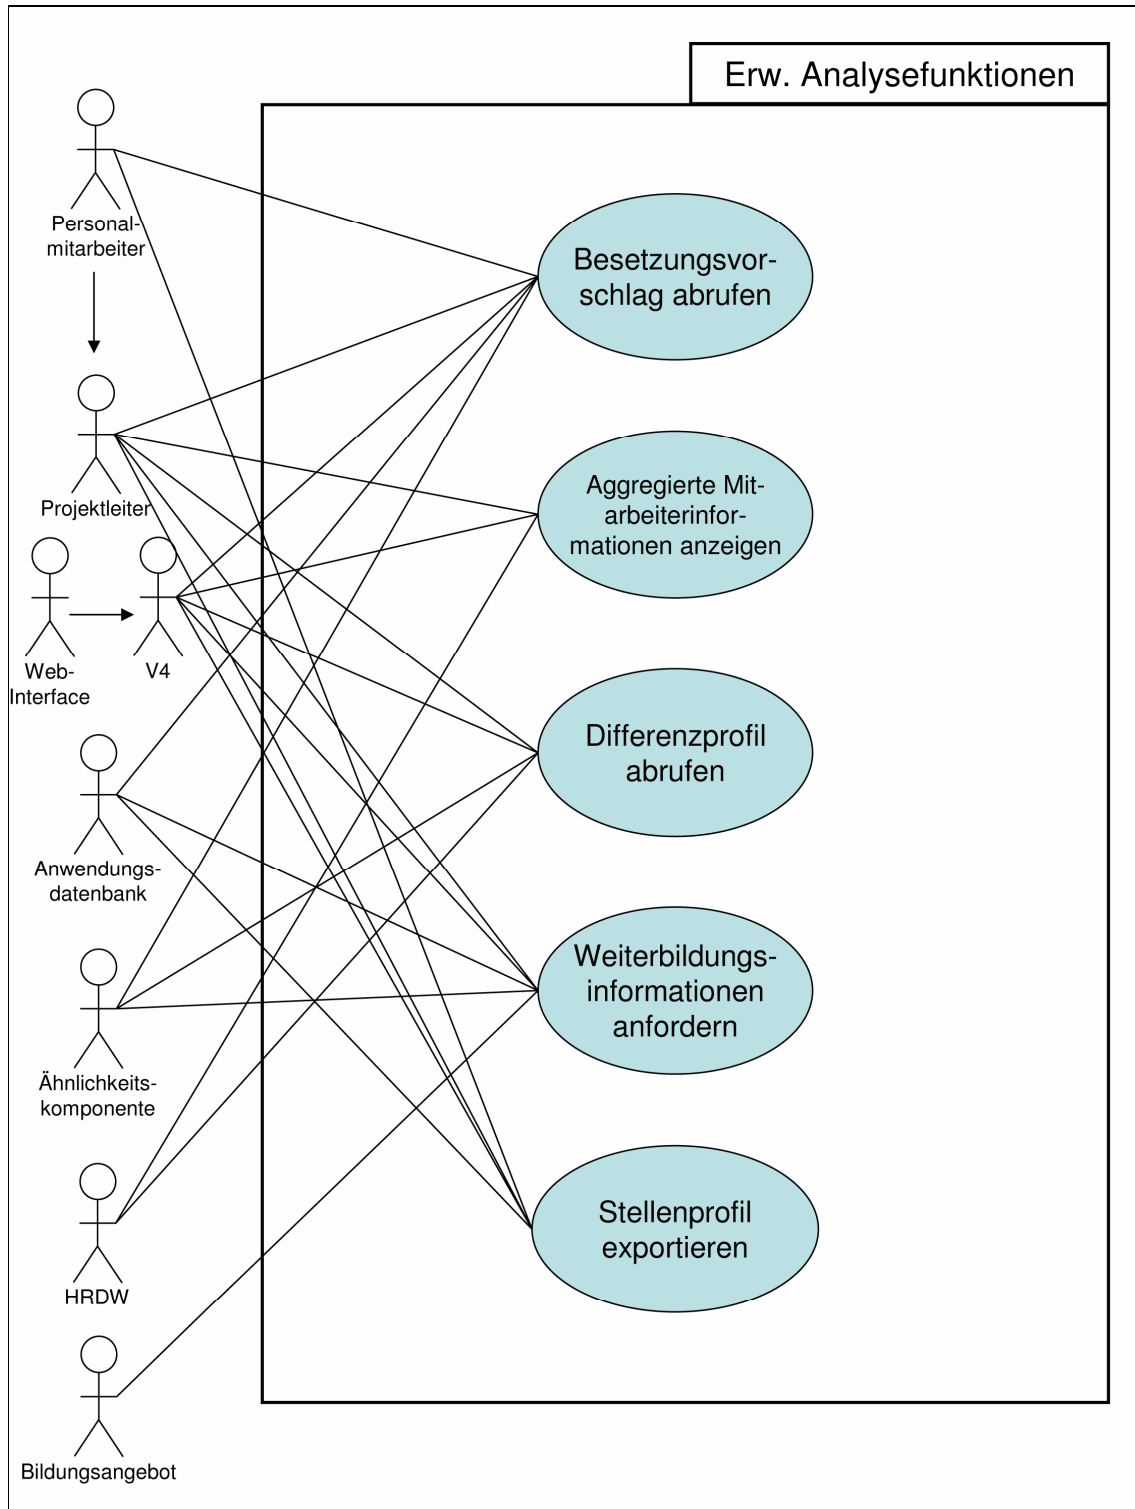 Erw. Analysefunktionen
Personal-
mitarbeiter
Projektleiter
Web-
Interface
V4
Anwendungs-
datenbank
Ähnlichkeits-
komponente
HRDW
Bildungsangebot
Besetzungsvor-
schlag abrufen
Aggregierte Mit-
arbeiterinfor-
mationen anzeigen
Differenzprofil
abrufen
Weiterbildungs-
informationen
anfordern
Stellenprofil
exportieren